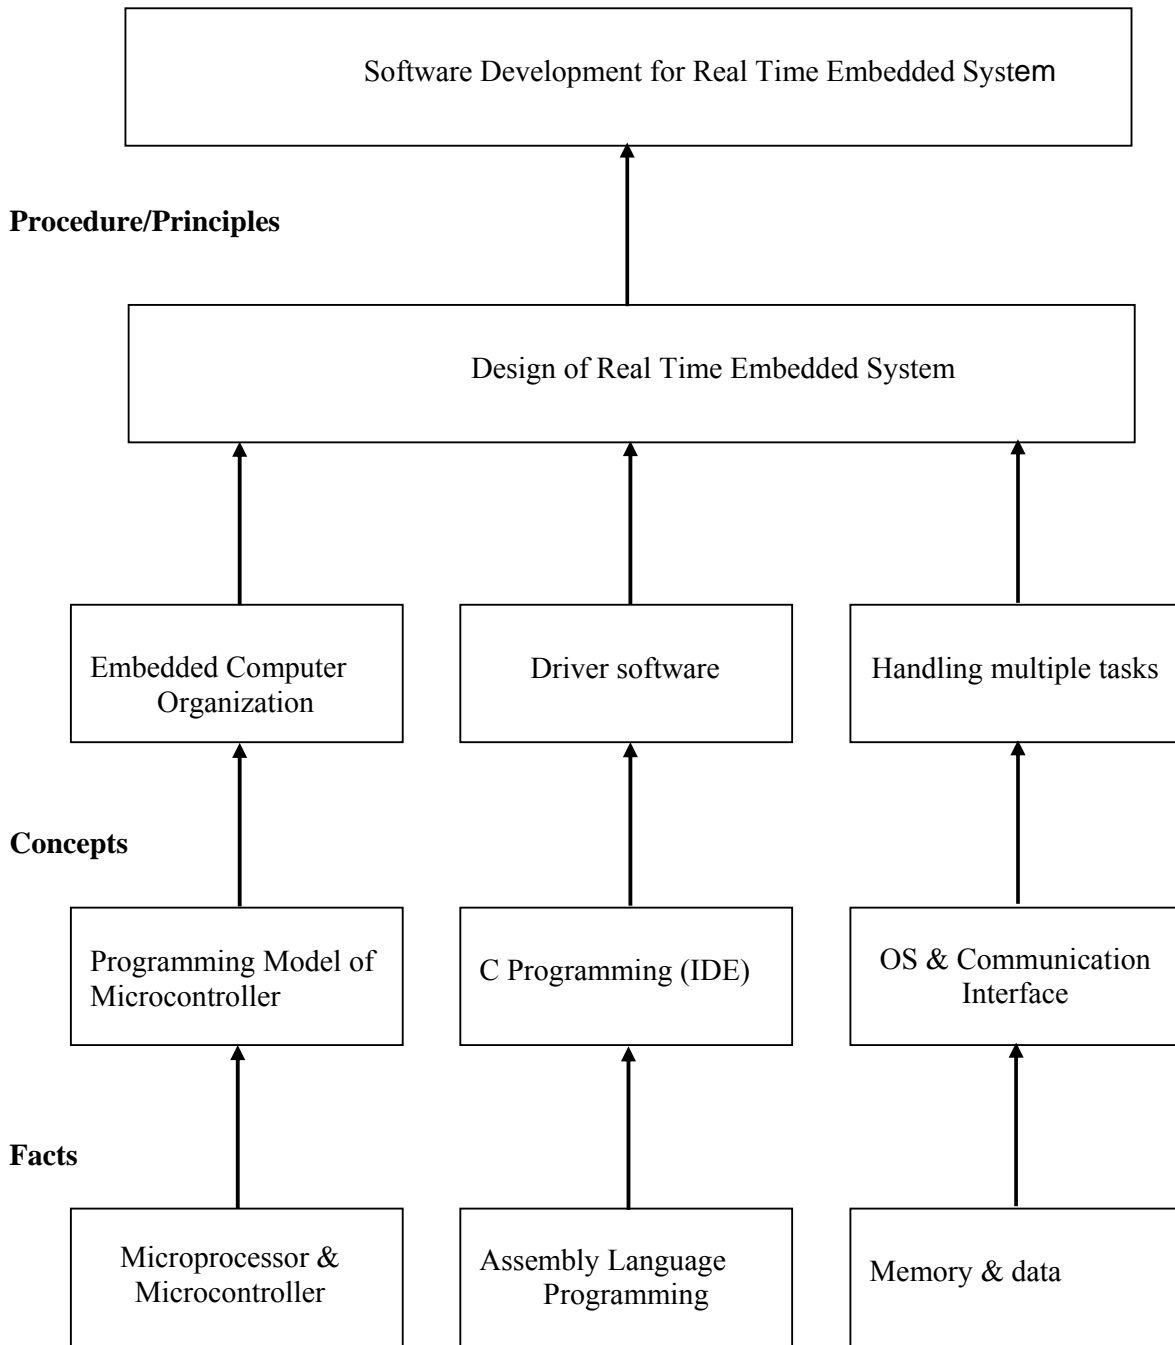 Software Development for Real Time Embedded System
Procedure/Principles
Design of Real Time Embedded System
Embedded Computer
Organization
Driver software
Handling multiple tasks
Concepts
Programming Model of
Microcontroller
C Programming (IDE)
OS & Communication
Interface
Facts
Microprocessor &
Microcontroller
Assembly Language
Programming
Memory & data